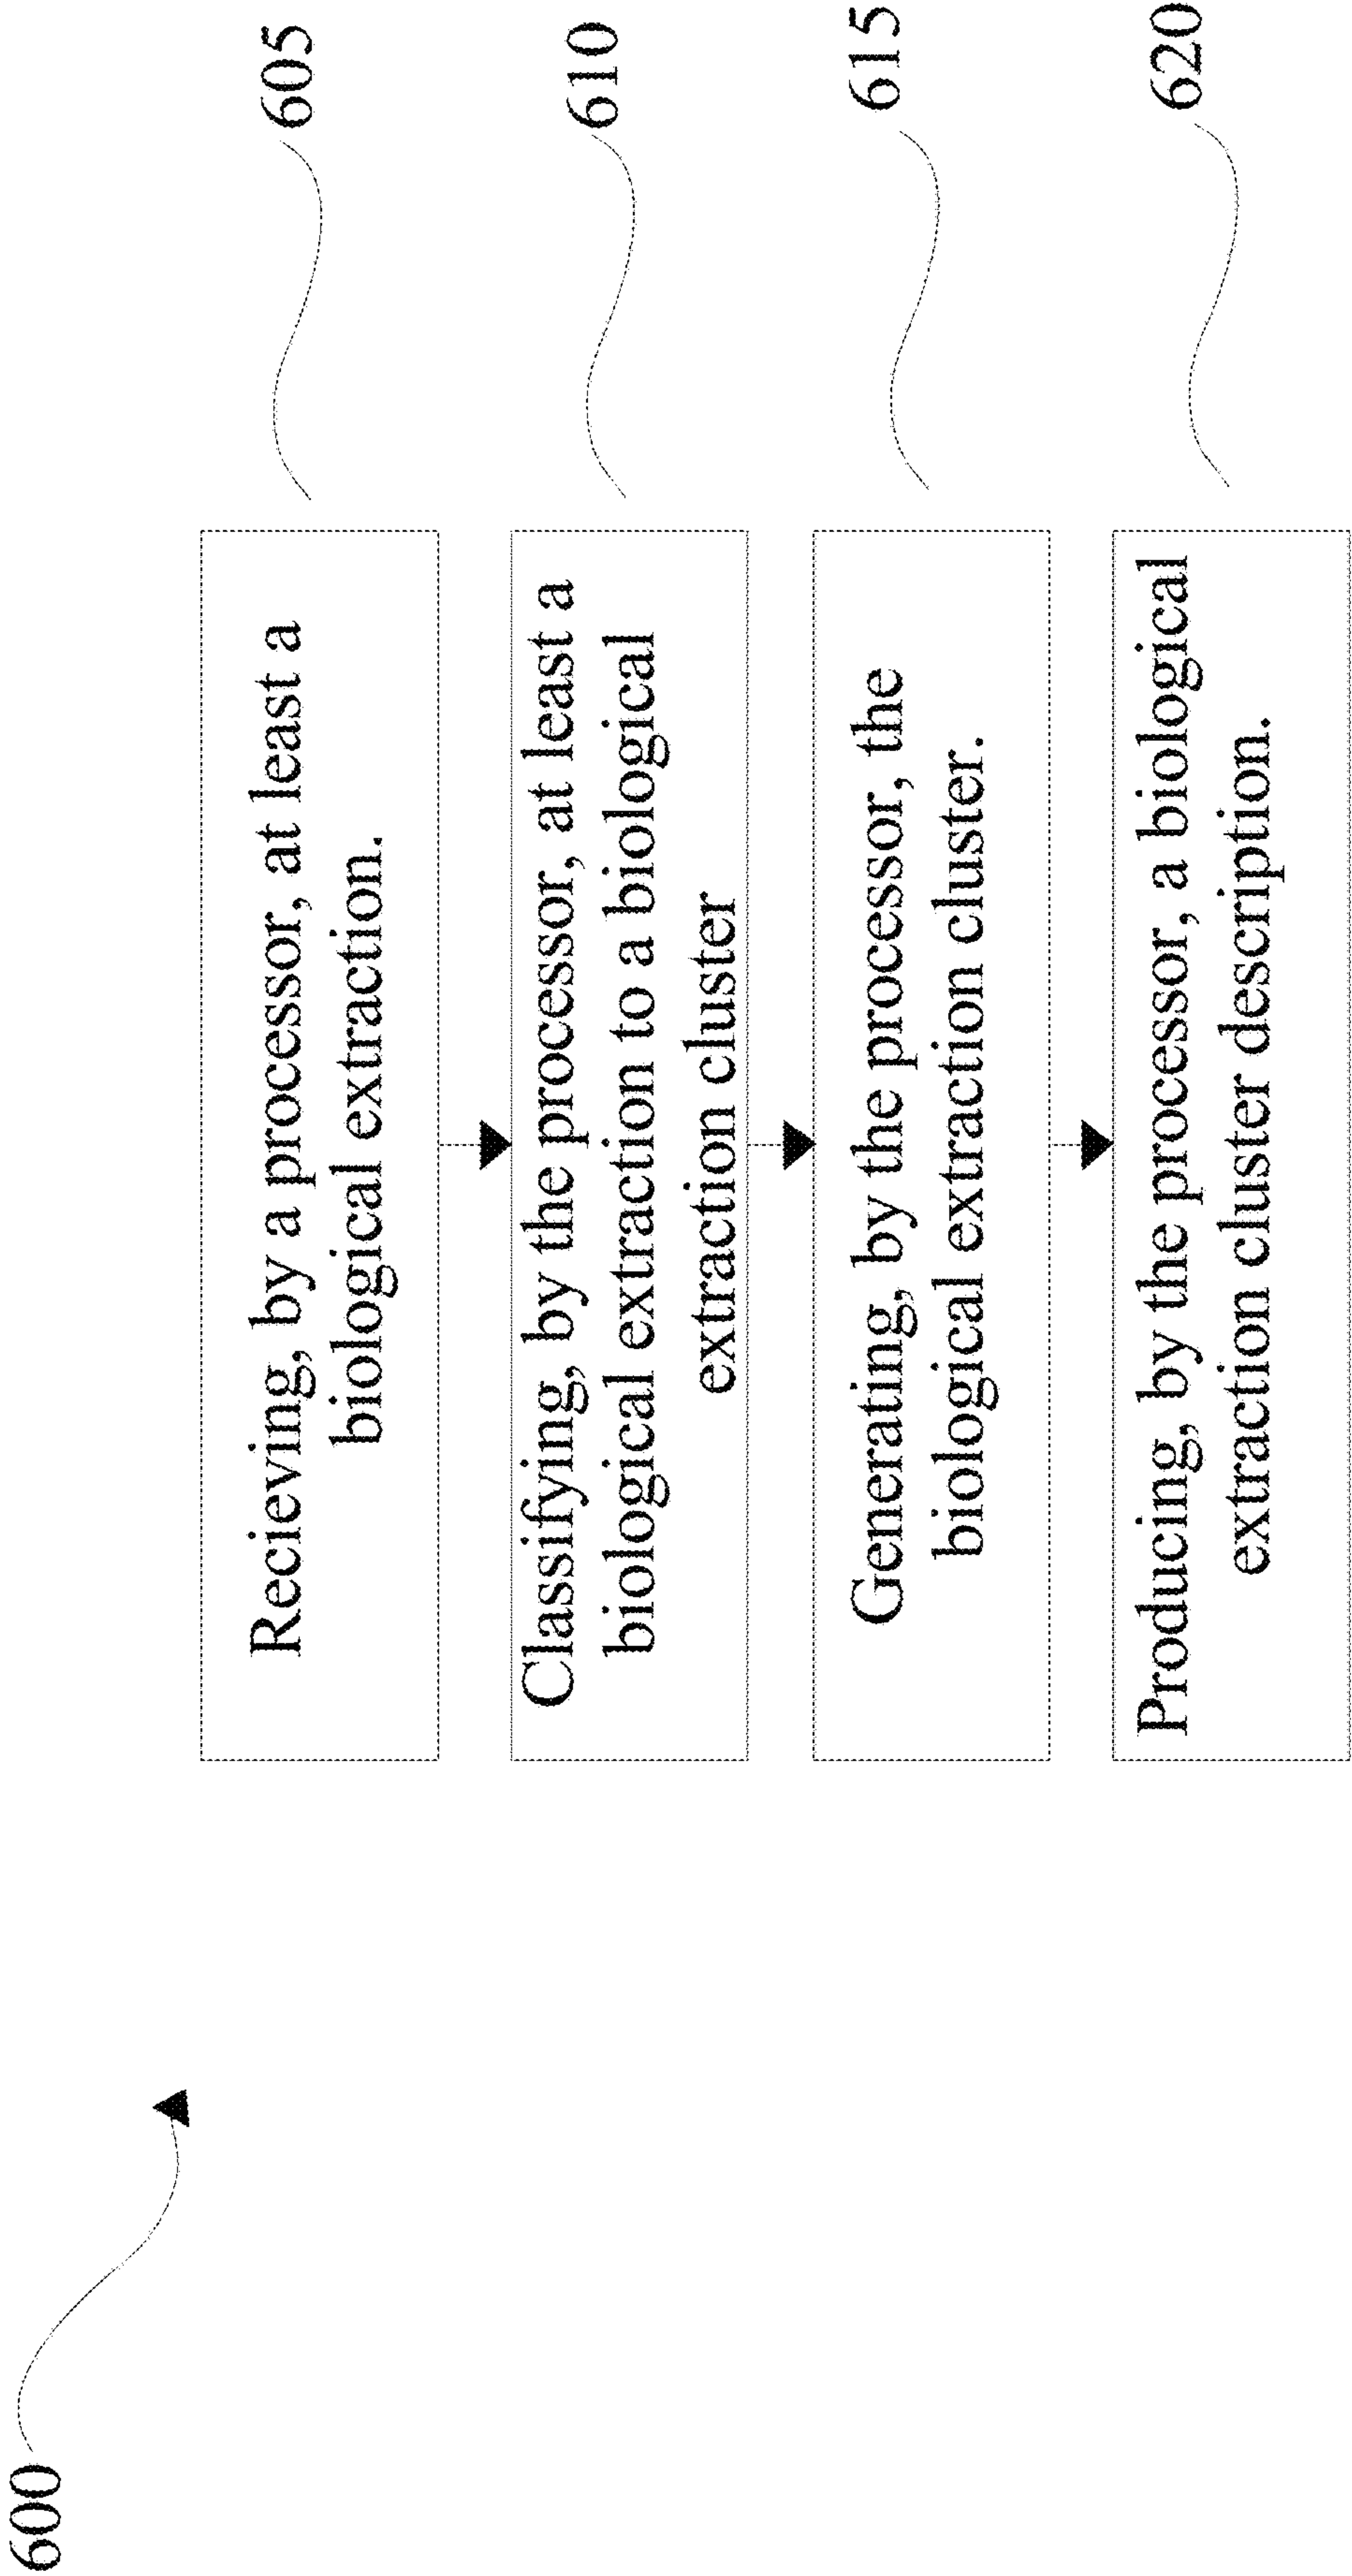 600
Recieving, by a processor, at least a
biological extraction.
605
Classifying, by the processor, at least a
biological extraction to a biological
extraction cluster
610
Generating, by the processor, the
biological extraction cluster.
615
Producing, by the processor, a biological
extraction cluster description.
620